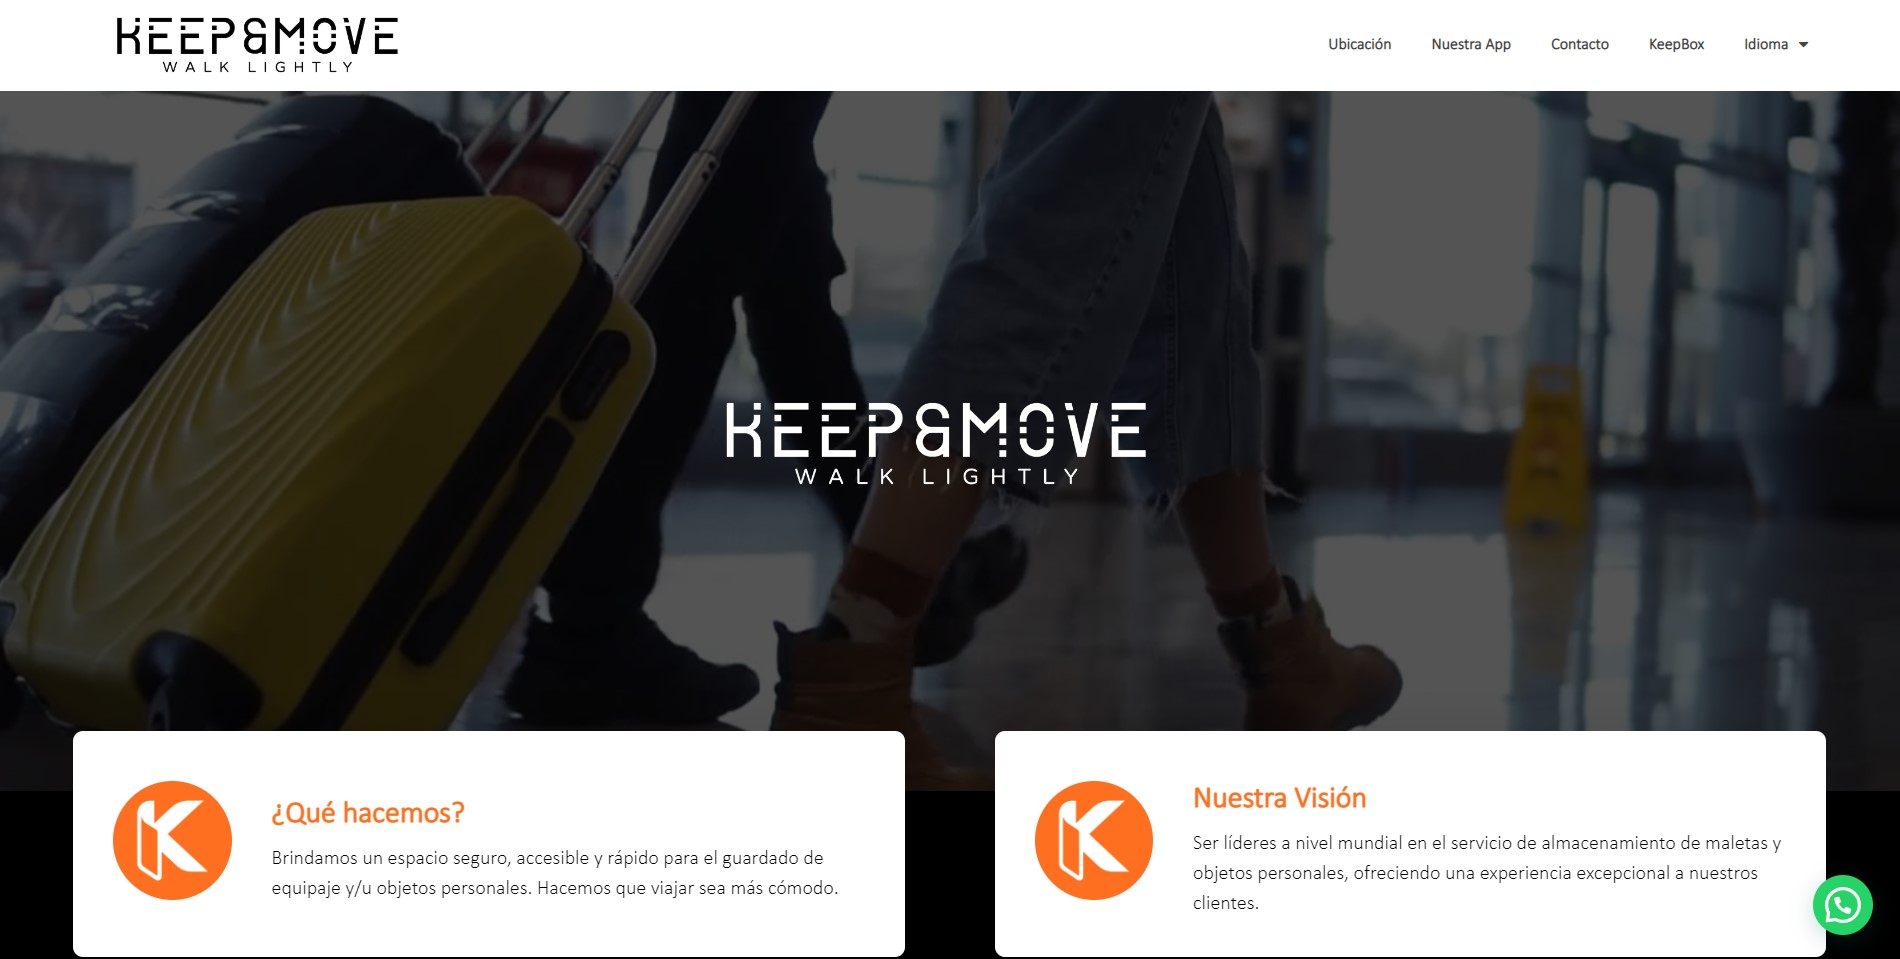 KEEP&MOVE
WALK LIGHTLY
Ubicación Nuestra App Contacto KeepBox Idioma
KEEP&MOVE
WALK LIGHTLY
¿Qué hacemos?
Brindamos un espacio seguro, accesible y rápido para el guardado de
equipaje y/u objetos personales. Hacemos que viajar sea más cómodo.
Nuestra Visión
Ser líderes a nivel mundial en el servicio de almacenamiento de maletas y
objetos personales, ofreciendo una experiencia excepcional a nuestros
clientes.